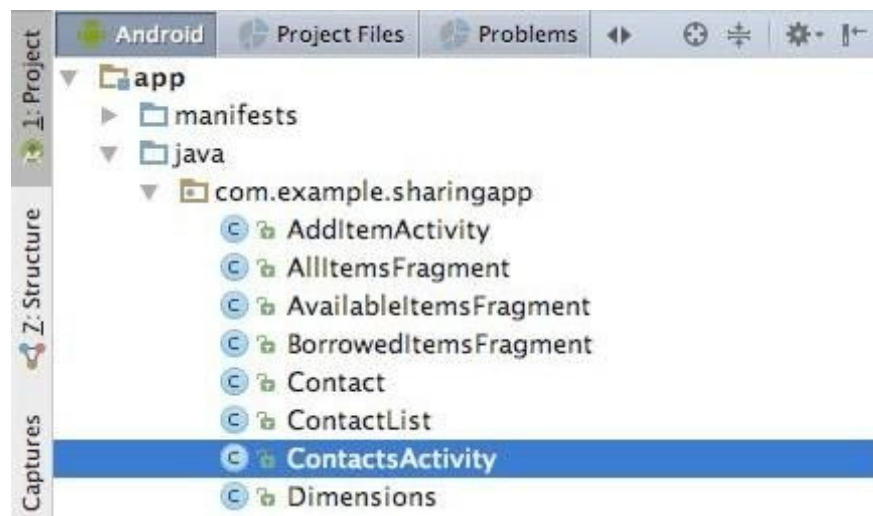 Android Project Files Problems
1: Project
app
manifests
java
com.example.sharingapp
AddItemActivity
AllItemsFragment
AvailableItemsFragment
BorrowedItemsFragment
Contact
ContactList
ContactsActivity
Dimensions
Z: Structure
Captures